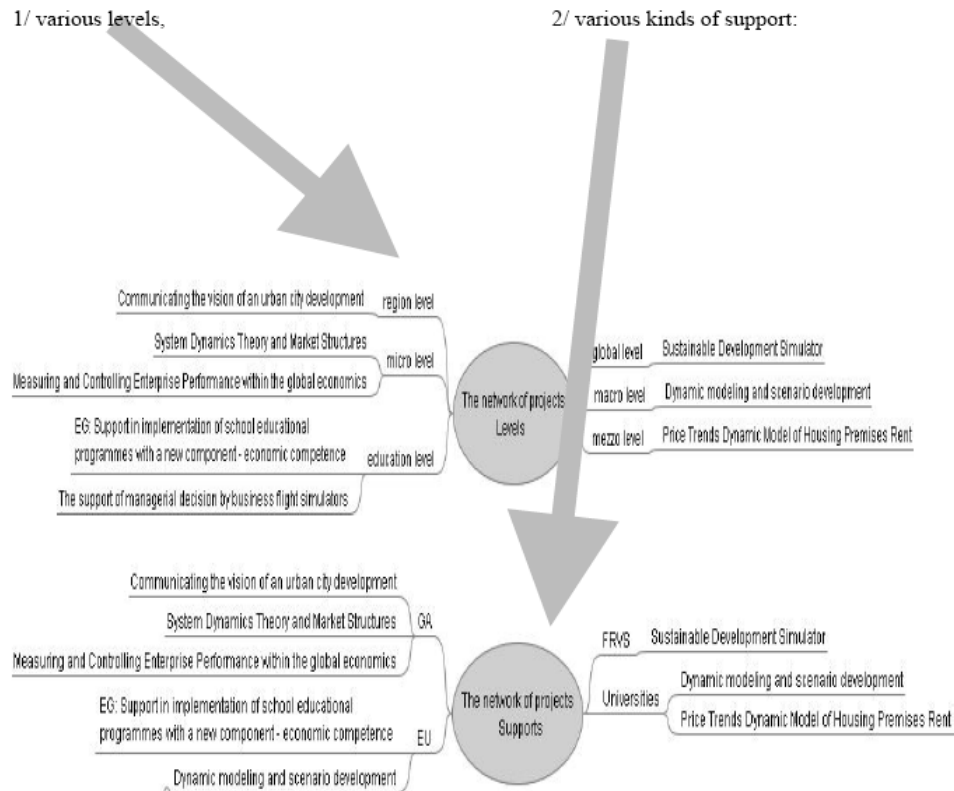 1/ various levels,
2/ various kinds of support:
Communicating the vision of an urban city development
region level
System Dynamics Theory and Market Structures
micro level
Measuring and Controlling Enterprise Performance within the global economics
EG: Support in implementation of school educational
programmes with a new component - economic competence
education level
The support of managerial decision by business flight simulators
The network of projects
Levels
global level
Sustainable Development Simulator
macro level
Dynamic modeling and scenario development
mezzo level
Price Trends Dynamic Model of Housing Premises Rent
Communicating the vision of an urban city development
System Dynamics Theory and Market Structures
GA
Measuring and Controlling Enterprise Performance within the global economics
EG: Support in implementation of school educational
programmes with a new component - economic competence
EU
Dynamic modeling and scenario development
The network of projects
Supports
FRVS
Sustainable Development Simulator
Universities
Dynamic modeling and scenario development
Price Trends Dynamic Model of Housing Premises Rent